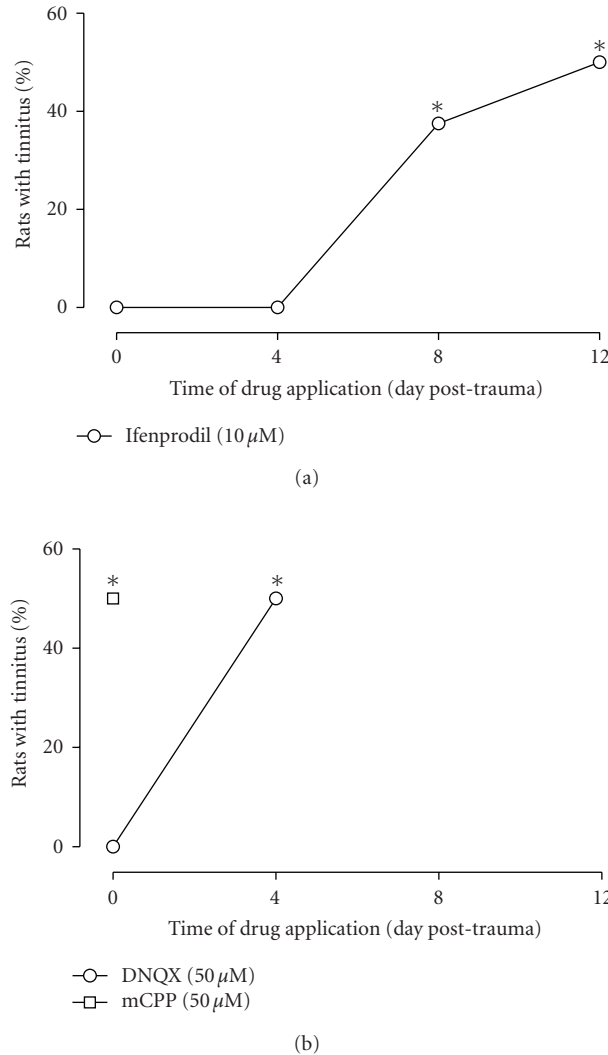 60
40
20
0
Rats with tinnitus (%)
*
*
0
4
8
12
Time of drug application (day post-trauma)
Ifenprodil (10 μM)
(a)
60
40
20
0
Rats with tinnitus (%)
*
*
0
4
8
12
Time of drug application (day post-trauma)
DNQX (50 μM)
mCPP (50 μM)
(b)